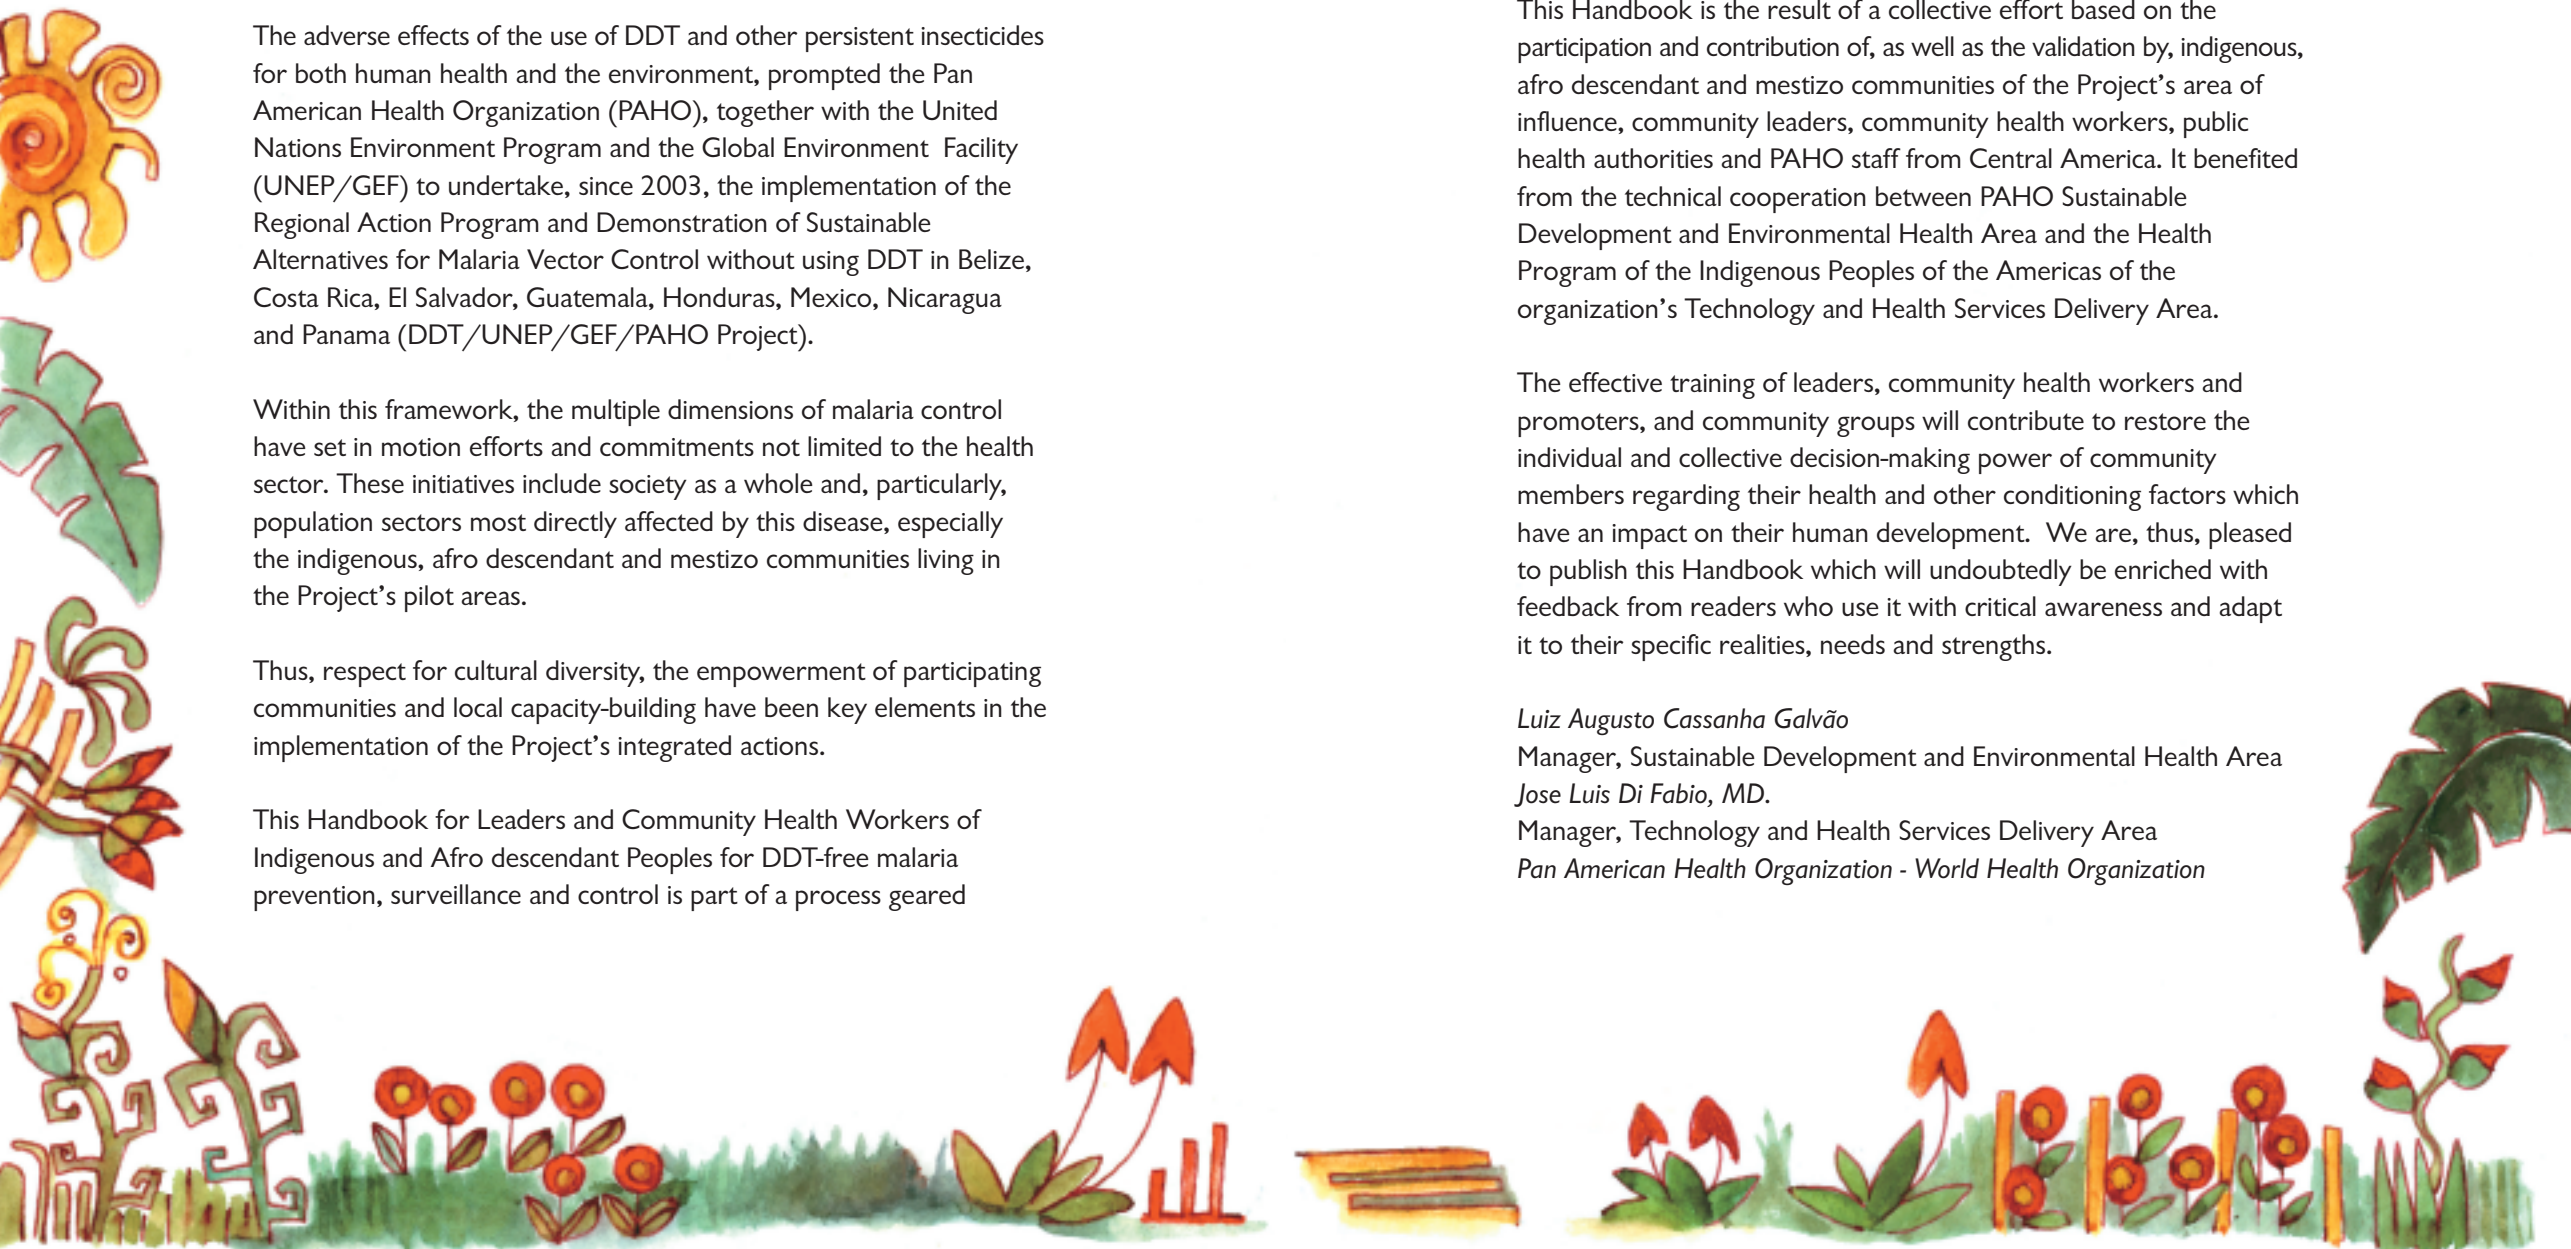 The adverse effects of the use of DDT and other persistent insecticides
for both human health and the environment, prompted the Pan
American Health Organization (PAHO), together with the United
Nations Environment Program and the Global Environment Facility
(UNEP/GEF) to undertake, since 2003, the implementation of the
Regional Action Program and Demonstration of Sustainable
Alternatives for Malaria Vector Control without using DDT in Belize,
Costa Rica, El Salvador, Guatemala, Honduras, Mexico, Nicaragua
and Panama (DDT/UNEP/GEF/PAHO Project).

Within this framework, the multiple dimensions of malaria control
have set in motion efforts and commitments not limited to the health
sector. These initiatives include society as a whole and, particularly,
population sectors most directly affected by this disease, especially
the indigenous, afro descendant and mestizo communities living in
the Project's pilot areas.

Thus, respect for cultural diversity, the empowerment of participating
communities and local capacity-building have been key elements in the
implementation of the Project's integrated actions.

This Handbook for Leaders and Community Health Workers of
Indigenous and Afro descendant Peoples for DDT-free malaria
prevention, surveillance and control is part of a process geared

This Handbook is the result of a collective effort based on the
participation and contribution of, as well as the validation by, indigenous,
afro descendant and mestizo communities of the Project's area of
influence, community leaders, community health workers, public
health authorities and PAHO staff from Central America. It benefited
from the technical cooperation between PAHO Sustainable
Development and Environmental Health Area and the Health
Program of the Indigenous Peoples of the Americas of the
organization's Technology and Health Services Delivery Area.

The effective training of leaders, community health workers and
promoters, and community groups will contribute to restore the
individual and collective decision-making power of community
members regarding their health and other conditioning factors which
have an impact on their human development. We are, thus, pleased
to publish this Handbook which will undoubtedly be enriched with
feedback from readers who use it with critical awareness and adapt
it to their specific realities, needs and strengths.

Luiz Augusto Cassanha Galvão
Manager, Sustainable Development and Environmental Health Area
Jose Luis Di Fabio, MD.
Manager, Technology and Health Services Delivery Area
Pan American Health Organization - World Health Organization